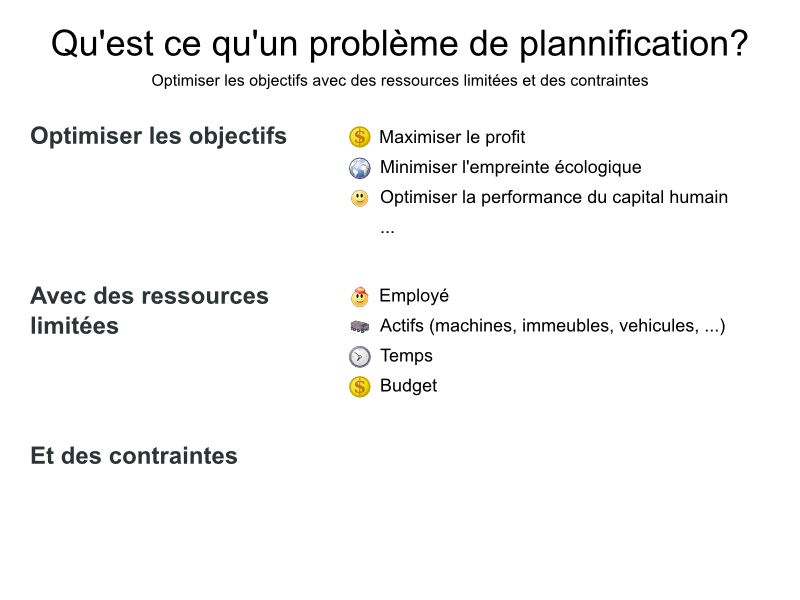 Qu'est ce qu'un problème de plannification?
Optimiser les objectifs avec des ressources limitées et des contraintes
Optimiser les objectifs
Maximiser le profit
Minimiser l'empreinte écologique
Optimiser la performance du capital humain
...
Avec des ressources
limitées
Employé
Actifs (machines, immeubles, vehicules, ...)
Temps
Budget
Et des contraintes